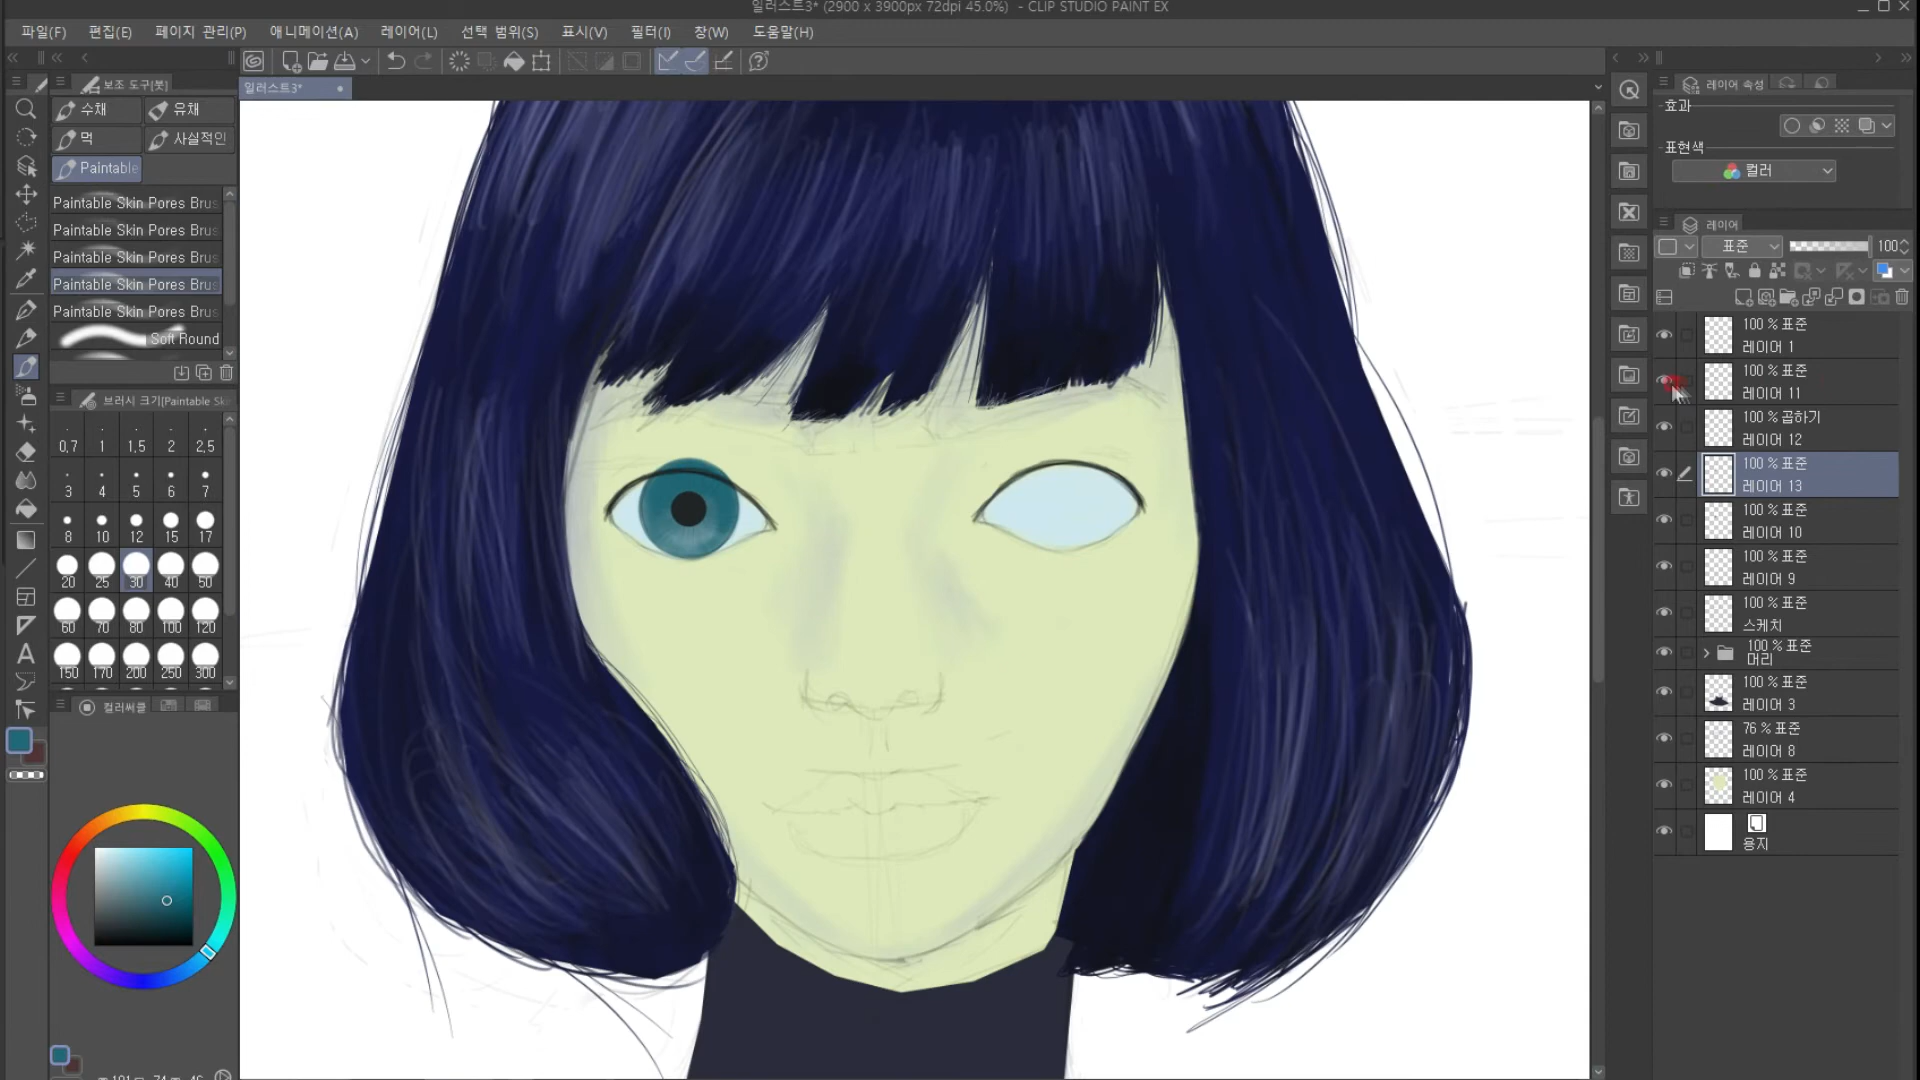 일러스트3* (2900 x 3900px 72dpi 45.0%)  - CLIP STUDIO PAINT EX
파일(F) 편집(E) 페이지 관리(P) 애니메이션(A) 레이어(L) 선택 범위(S) 표시(V) 필터(I) 창(W) 도움말(H)
보조 도구[붓]
일러스트3*
수채 유채
먹 사실적인
Paintable
Paintable Skin Pores Brus
Paintable Skin Pores Brus
Paintable Skin Pores Brus
Paintable Skin Pores Brus
Paintable Skin Pores Brus
Soft Round
브러시 크기[Paintable Ski
0.7 1 1.5 2 2.5
3 4 5 6 7
8 10 12 15 17
20 25 30 40 50
60 70 80 100 120
150 170 200 250 300
컬러써클
A
레이어 속성
효과
표현색
컬러
레이어
표준 100
100 % 표준
레이어 1
100 % 표준
레이어 11
100 % 곱하기
레이어 12
100 % 표준
레이어 13
100 % 표준
레이어 10
100 % 표준
레이어 9
100 % 표준
스케치
100 % 표준
머리
100 % 표준
레이어 3
76 % 표준
레이어 8
100 % 표준
레이어 4
용지